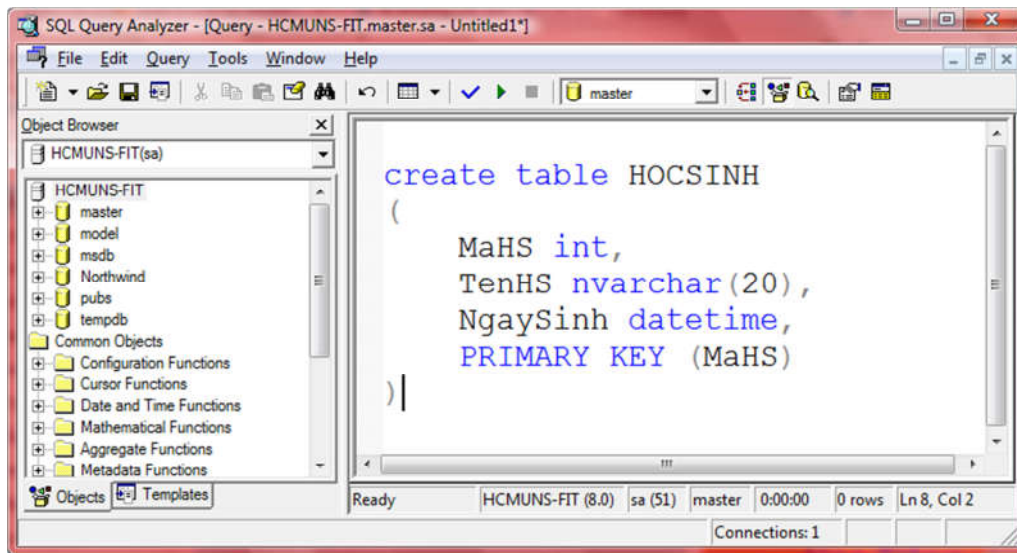 SQL Query Analyzer - [Query - HCMUNS-FIT.master.sa - Untitled1*]
File Edit Query Tools Window Help
master
Object Browser
HCMUNS-FIT(sa)
HCMUNS-FIT
master
model
msdb
Northwind
pubs
tempdb
Common Objects
Configuration Functions
Cursor Functions
Date and Time Functions
Mathematical Functions
Aggregate Functions
Metadata Functions
Objects Templates
create table HOCSINH
(
MaHS int,
TenHS nvarchar(20),
NgaySinh datetime,
PRIMARY KEY (MaHS)
)
Ready HCMUNS-FIT (8.0) sa (51) master 0:00:00 0 rows Ln 8, Col 2
Connections: 1